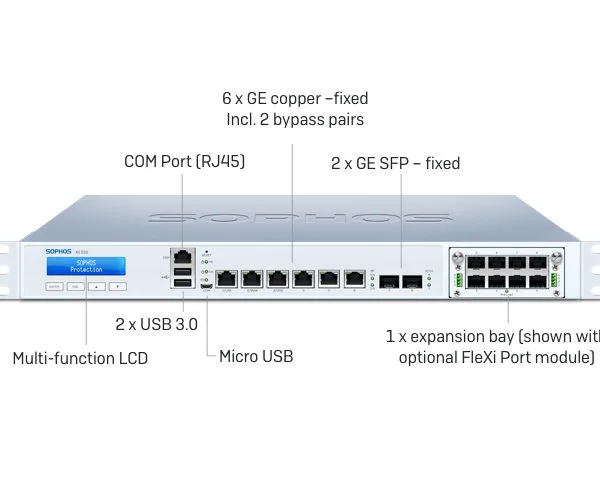 6 x GE copper –fixed
Incl. 2 bypass pairs
COM Port (RJ45)
2 x GE SFP – fixed
SOPHOS
SOPHOS
SOPHOS
Protection
2 x USB 3.0
Micro USB
Multi-function LCD
1 x expansion bay (shown with
optional FleXi Port module)